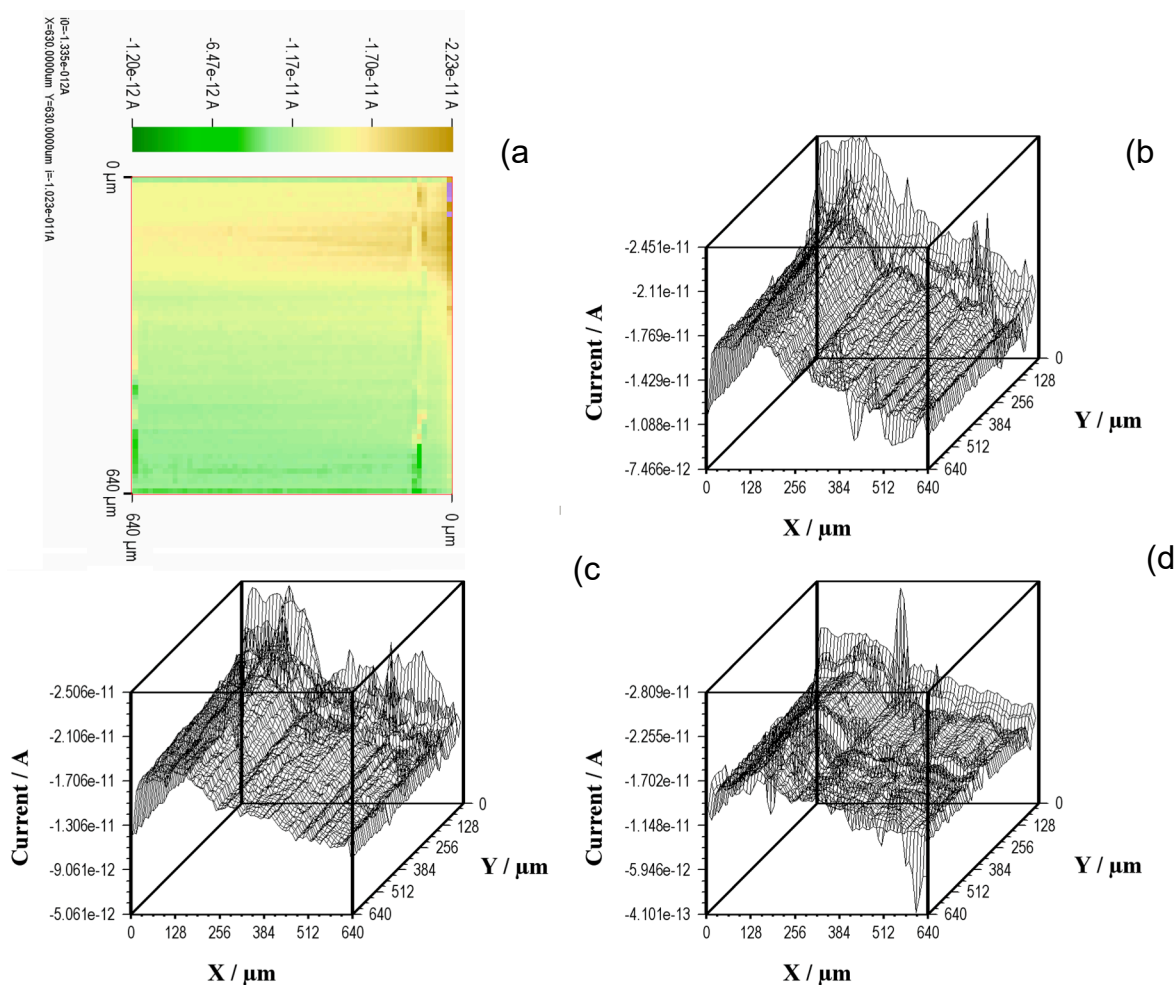 i0=-1.335e-012A
X=630.0000um Y=630.0000um i=-1.023e-011A
-1.20e-12 A
-6.47e-12 A
-1.17e-11 A
-1.70e-11 A
-2.23e-11 A
0 µm
640 µm
640 µm
0 µm
(a
(b
Current / A
-2.451e-11
-2.11e-11
-1.769e-11
-1.429e-11
-1.088e-11
-7.466e-12
0
128
256
384
512
640
X / µm
0
128
256
384
512
640
Y / µm
(c
Current / A
-2.506e-11
-2.106e-11
-1.706e-11
-1.306e-11
-9.061e-12
-5.061e-12
0
128
256
384
512
640
X / µm
0
128
256
384
512
640
Y / µm
(d
Current / A
-2.809e-11
-2.255e-11
-1.702e-11
-1.148e-11
-5.946e-12
-4.101e-13
0
128
256
384
512
640
X / µm
0
128
256
384
512
640
Y / µm